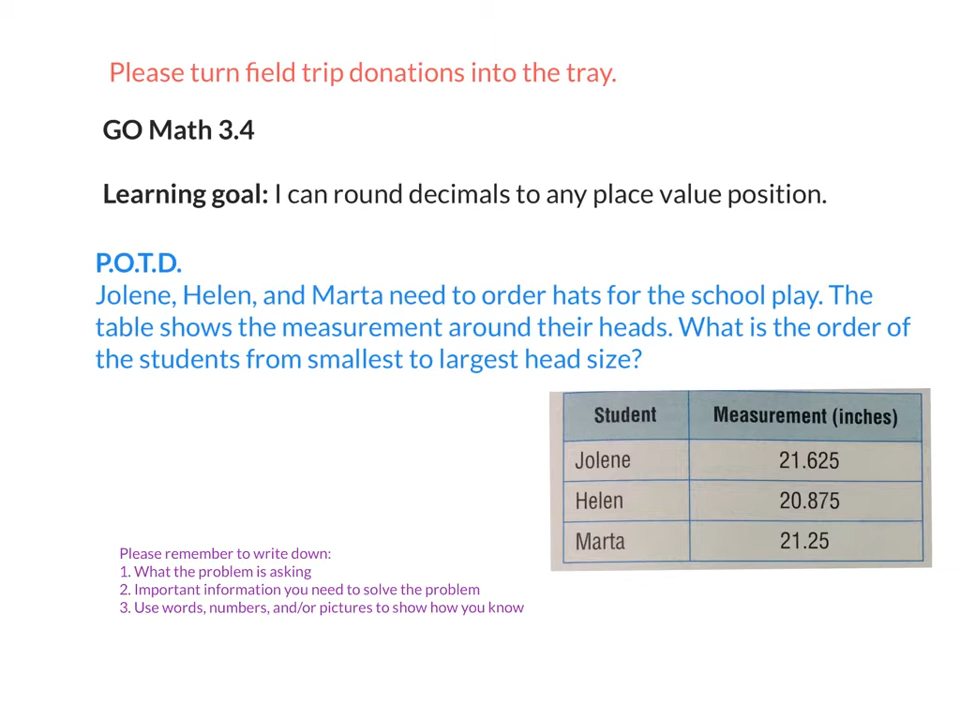 Please turn field trip donations into the tray.
GO Math 3.4
Learning goal: I can round decimals to any place value position.
P.O.T.D.
Jolene, Helen, and Marta need to order hats for the school play. The
table shows the measurement around their heads. What is the order of
the students from smallest to largest head size?
Student Measurement (inches)
Jolene 21.625
Helen 20.875
Marta 21.25
Please remember to write down:
1. What the problem is asking
2. Important information you need to solve the problem
3. Use words, numbers, and/or pictures to show how you know